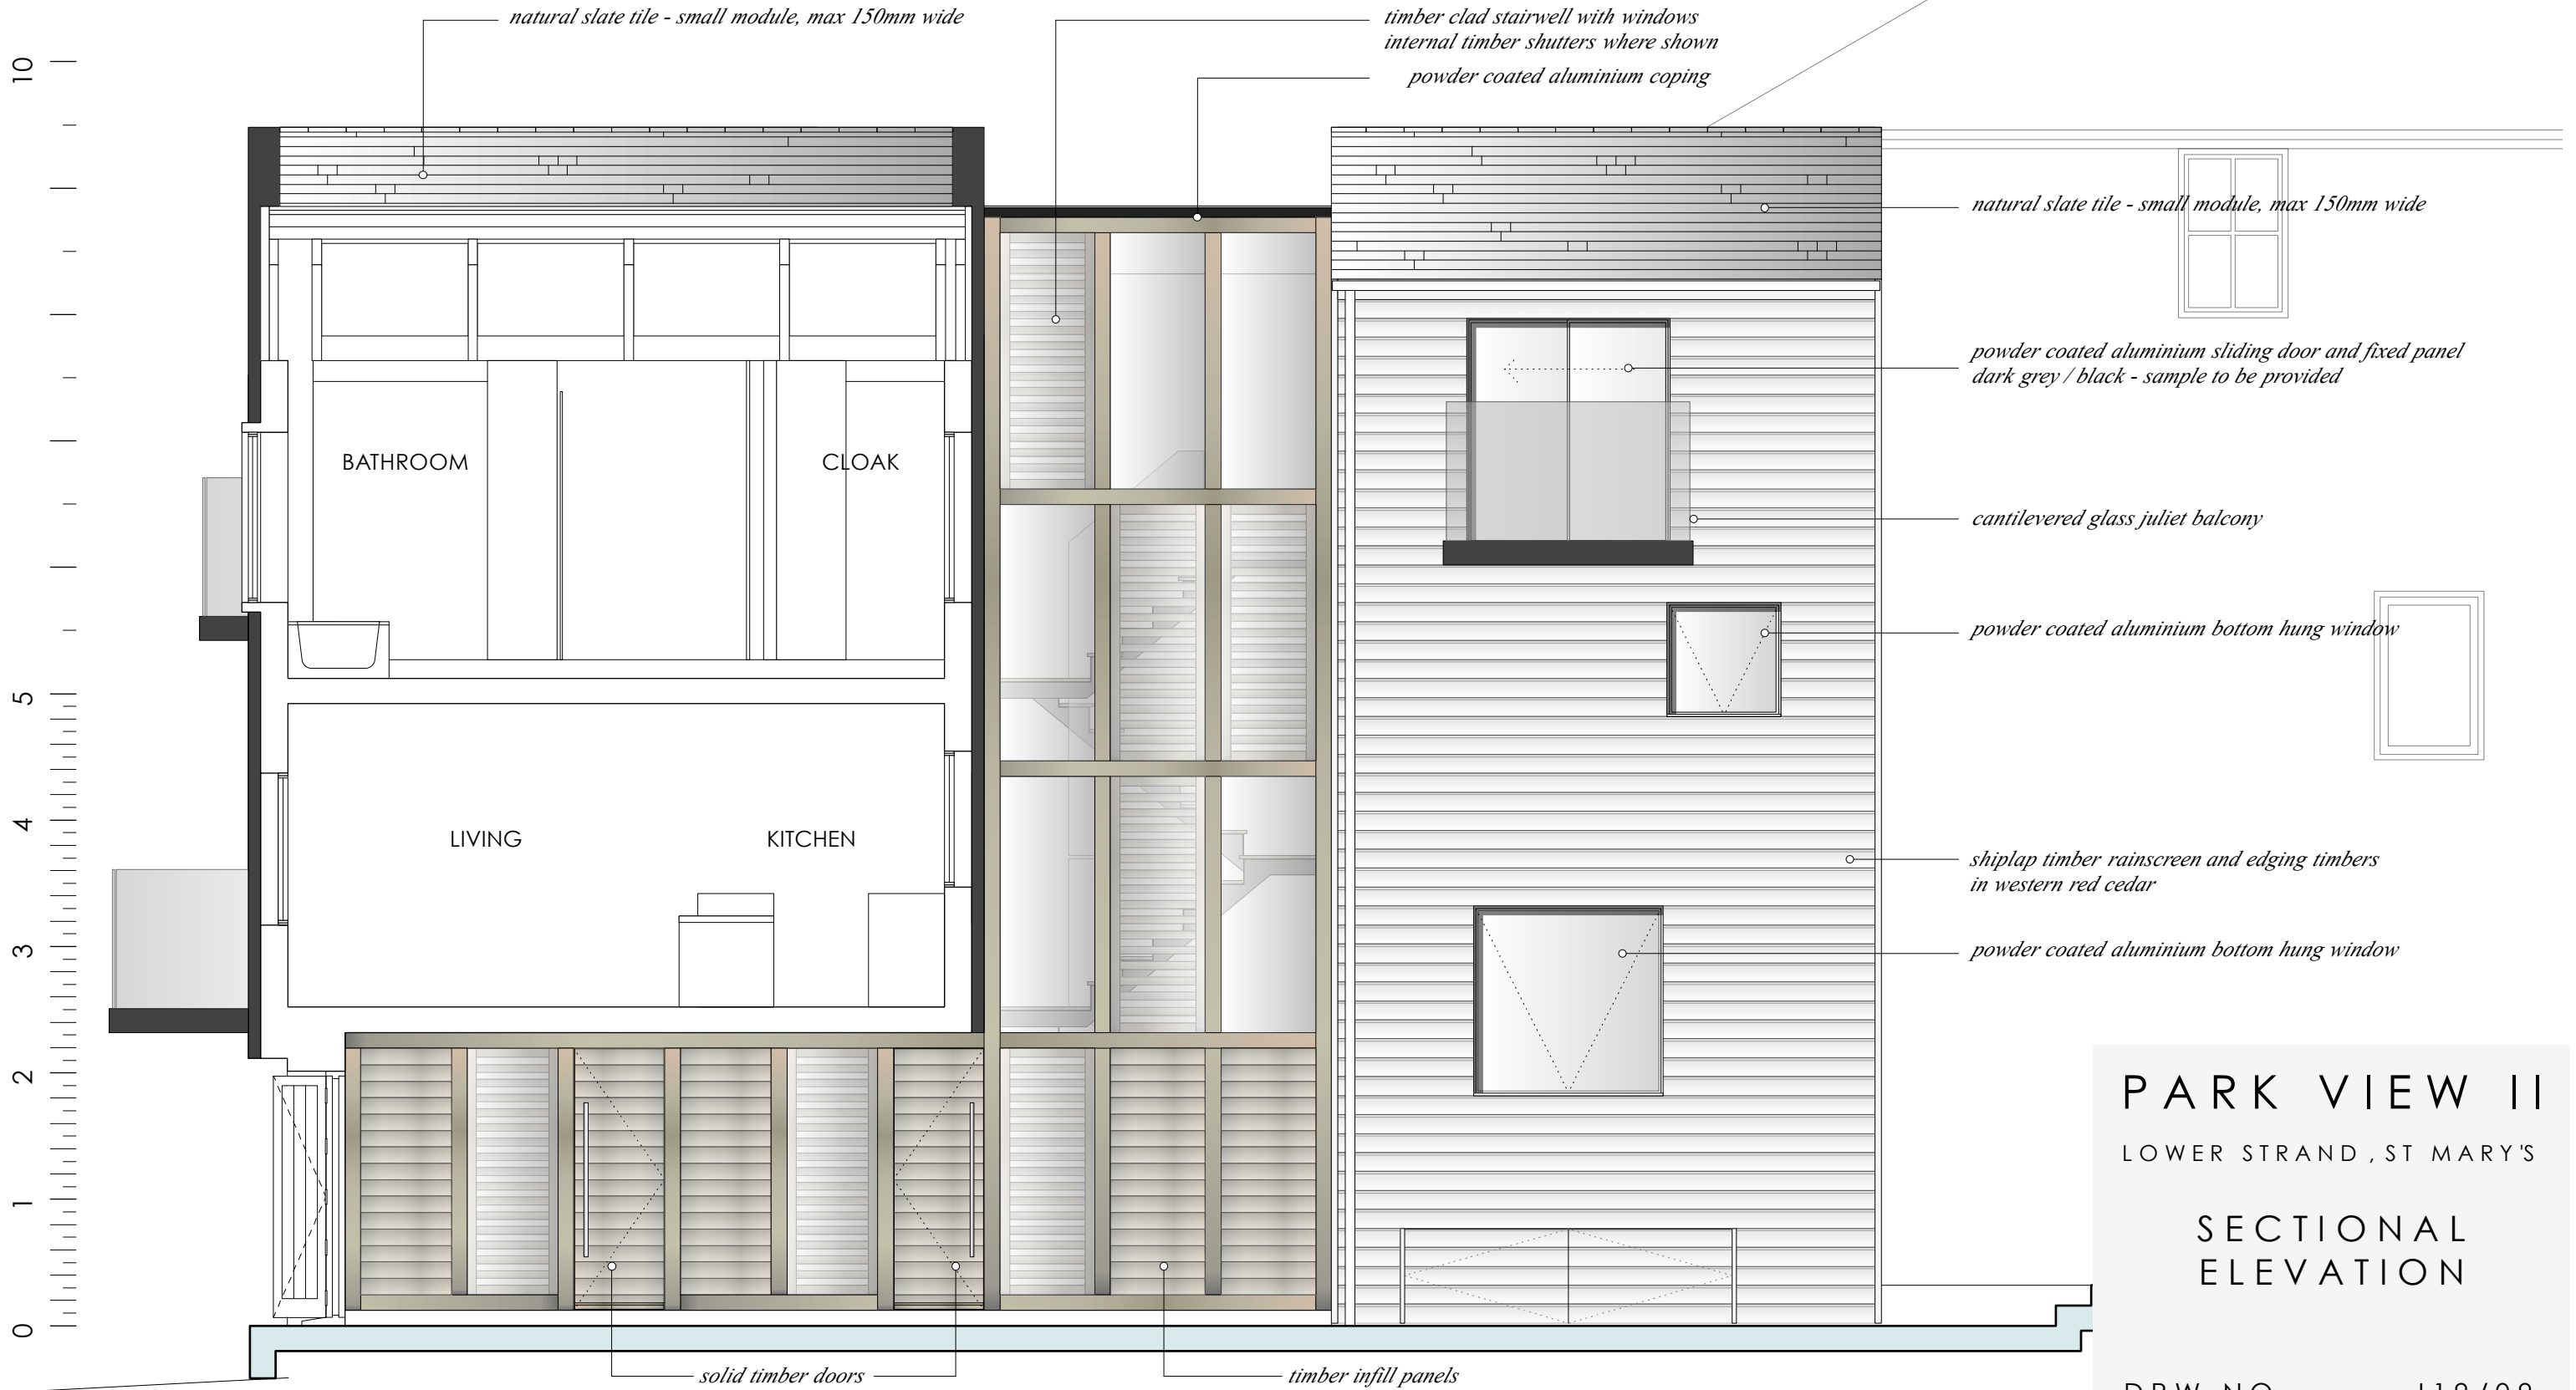 natural slate tile - small module, max 150mm wide
timber clad stairwell with windows
internal timber shutters where shown
powder coated aluminium coping
10
natural slate tile - small module, max 150mm wide
powder coated aluminium sliding door and fixed panel
dark grey / black - sample to be provided
BATHROOM
CLOAK
cantilevered glass juliet balcony
powder coated aluminium bottom hung window
5
4
LIVING
KITCHEN
shiplap timber rainscreen and edging timbers
in western red cedar
3
powder coated aluminium bottom hung window
2
1
0
solid timber doors
timber infill panels
PARK VIEW II
LOWER STRAND, ST MARY'S
SECTIONAL
ELEVATION
DRW NO